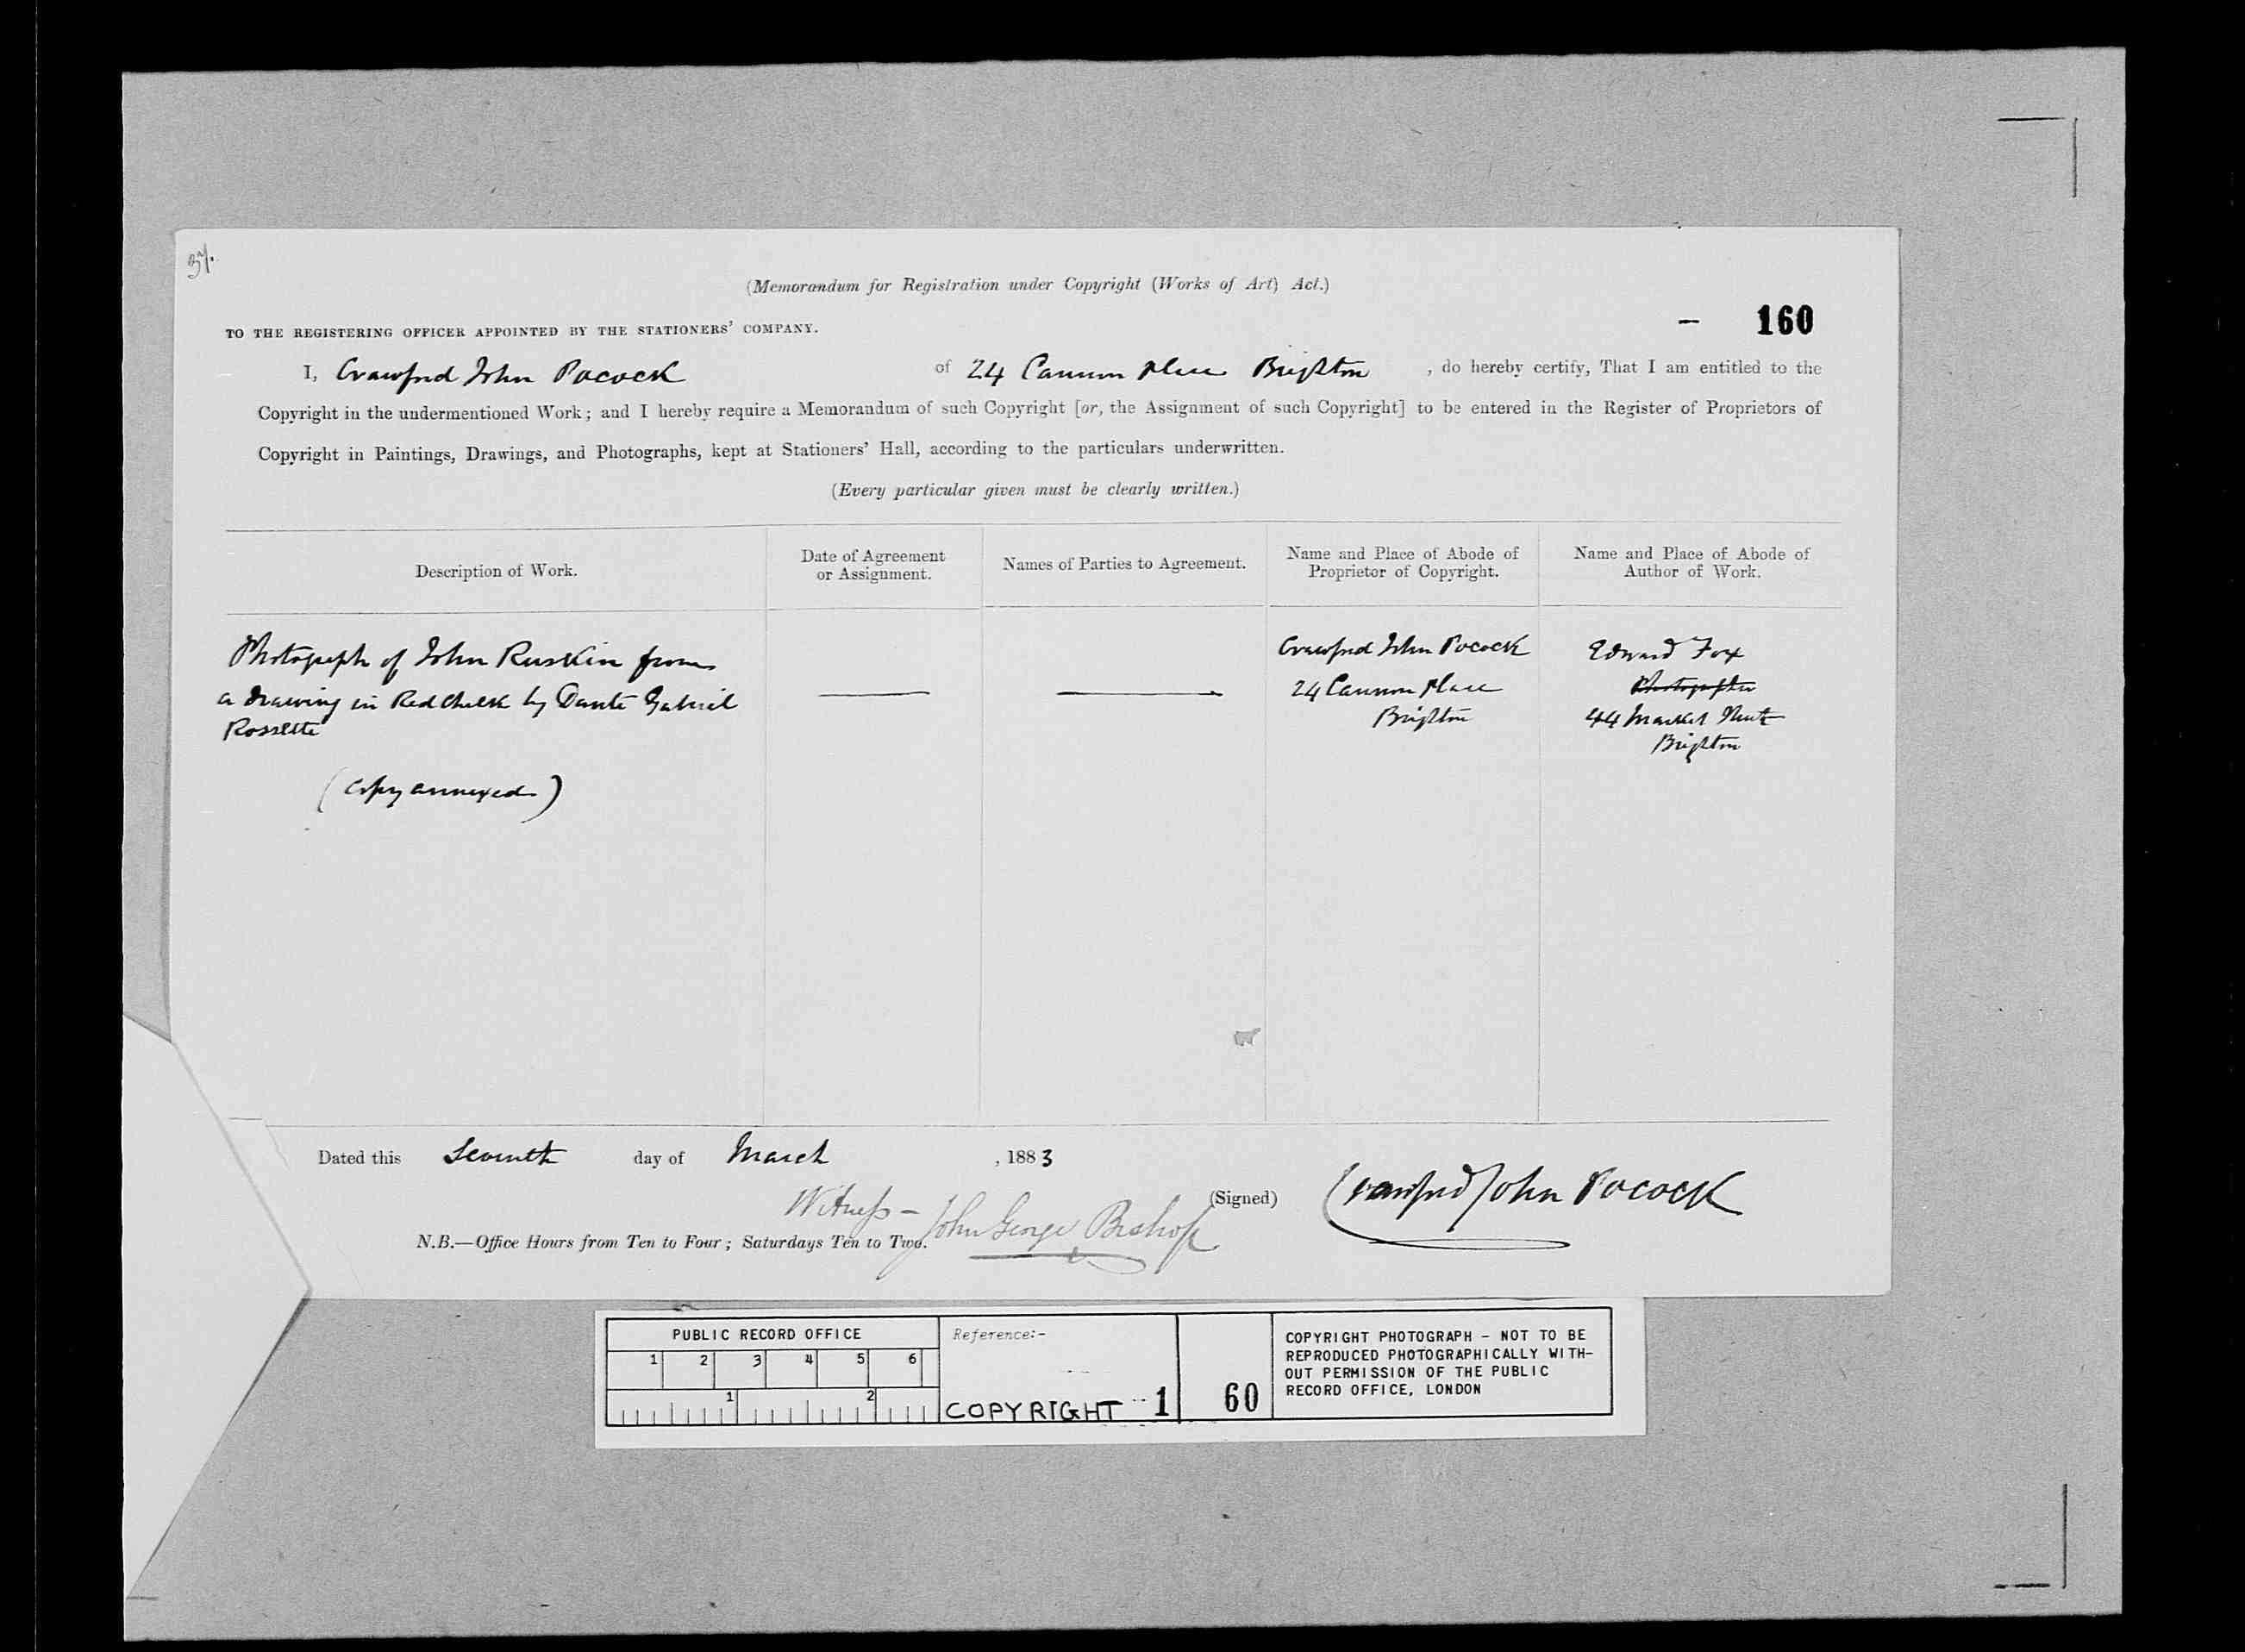 (Memorandum for Registration under Copyright (Works of Art) Act.)
TO THE REGISTERING OFFICER APPOINTED BY THE STATIONERS' COMPANY.
— 160
I, Crawford John Pocock of 24 Cannon Place Brighton , do hereby certify, That I am entitled to the
Copyright in the undermentioned Work; and I hereby require a Memorandum of such Copyright [or, the Assignment of such Copyright] to be entered in the Register of Proprietors of
Copyright in Paintings, Drawings, and Photographs, kept at Stationers' Hall, according to the particulars underwritten.
(Every particular given must be clearly written.)
Description of Work.
Date of Agreement
or Assignment.
Names of Parties to Agreement.
Name and Place of Abode of
Proprietor of Copyright.
Name and Place of Abode of
Author of Work.
Photograph of John Ruskin from
a drawing in Red Chalk by Dante Gabriel
Rossette
(Copy annexed)
Crawford John Pocock
24 Cannon Place
Brighton
Edward Fox
Photographer
44 Market Street
Brighton
Dated this Seventh day of March , 1883
Witness – John George Bishop
(Signed) Crawford John Pocock
N.B.—Office Hours from Ten to Four; Saturdays Ten to Two.
PUBLIC RECORD OFFICE
1 2 3 4 5 6
1 2
Reference:-
COPYRIGHT 1
60
COPYRIGHT PHOTOGRAPH - NOT TO BE
REPRODUCED PHOTOGRAPHICALLY WITH-
OUT PERMISSION OF THE PUBLIC
RECORD OFFICE, LONDON